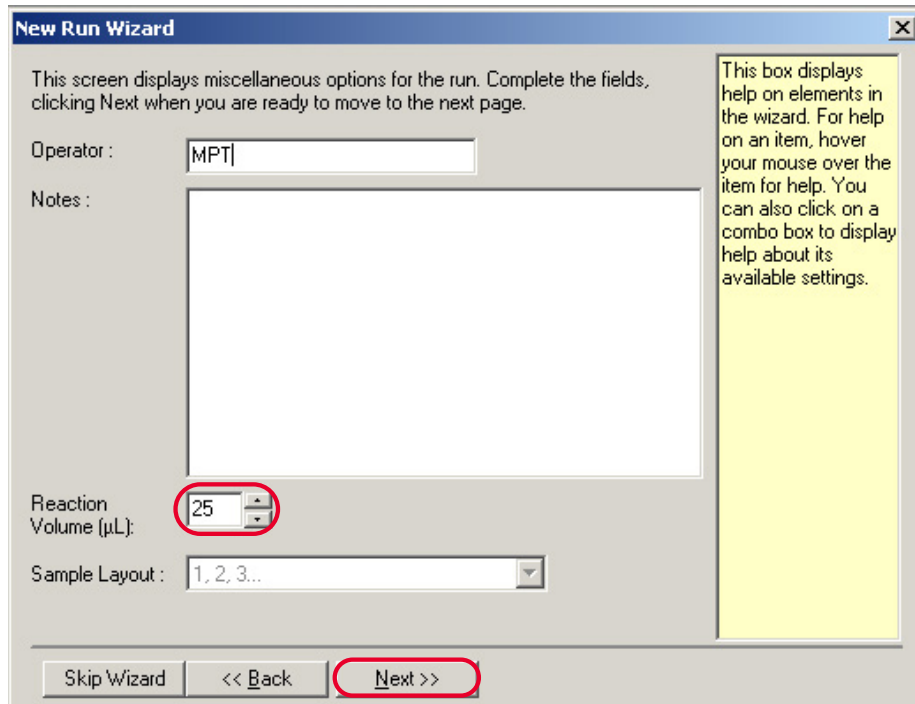 New Run Wizard
This screen displays miscellaneous options for the run. Complete the fields,
clicking Next when you are ready to move to the next page.
Operator :
MPT
Notes :
Reaction
Volume (µL):
25
Sample Layout :
1, 2, 3...
This box displays
help on elements in
the wizard. For help
on an item, hover
your mouse over the
item for help. You
can also click on a
combo box to display
help about its
available settings.
Skip Wizard
<< Back
Next >>